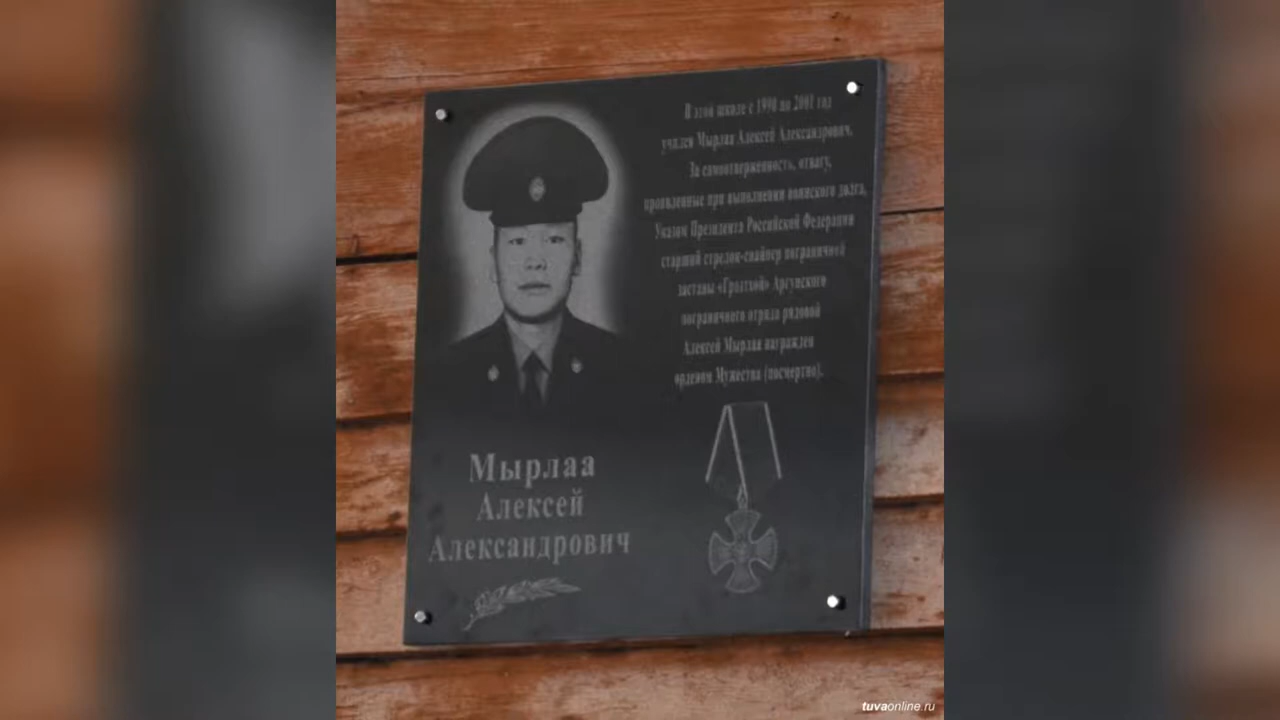 В этой школе с 1990 по 2001 год
учился Мырлаа Алексей Александрович.
За самоотверженность, отвагу,
проявленные при выполнении воинского долга,
Указом Президента Российской Федерации
старший стрелок-снайпер пограничной
заставы «Грозной» Аргунского
пограничного отряда рядовой
Алексей Мырлаа награжден
орденом Мужества (посмертно).
Мырлаа
Алексей
Александрович
tuvaonline.ru